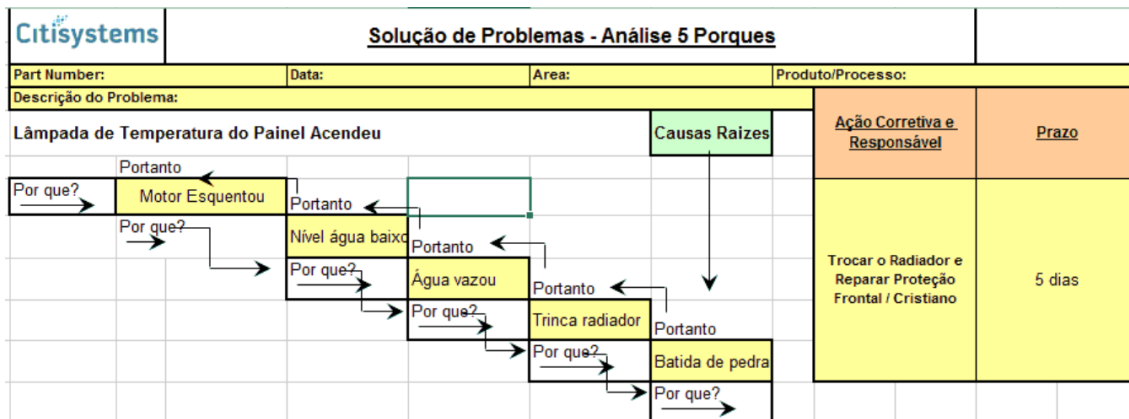 Citisystems
Solução de Problemas - Análise 5 Porques
Part Number: Data: Area: Produto/Processo:
Descrição do Problema:
Ação Corretiva e Responsável
Prazo
Lâmpada de Temperatura do Painel Acendeu
Causas Raizes
Portanto
Por que?
Motor Esquentou
Portanto
Por que?
Nível água baixo
Portanto
Por que?
Água vazou
Portanto
Por que?
Trinca radiador
Portanto
Por que?
Batida de pedra
Por que?
Trocar o Radiador e
Reparar Proteção
Frontal / Cristiano
5 dias